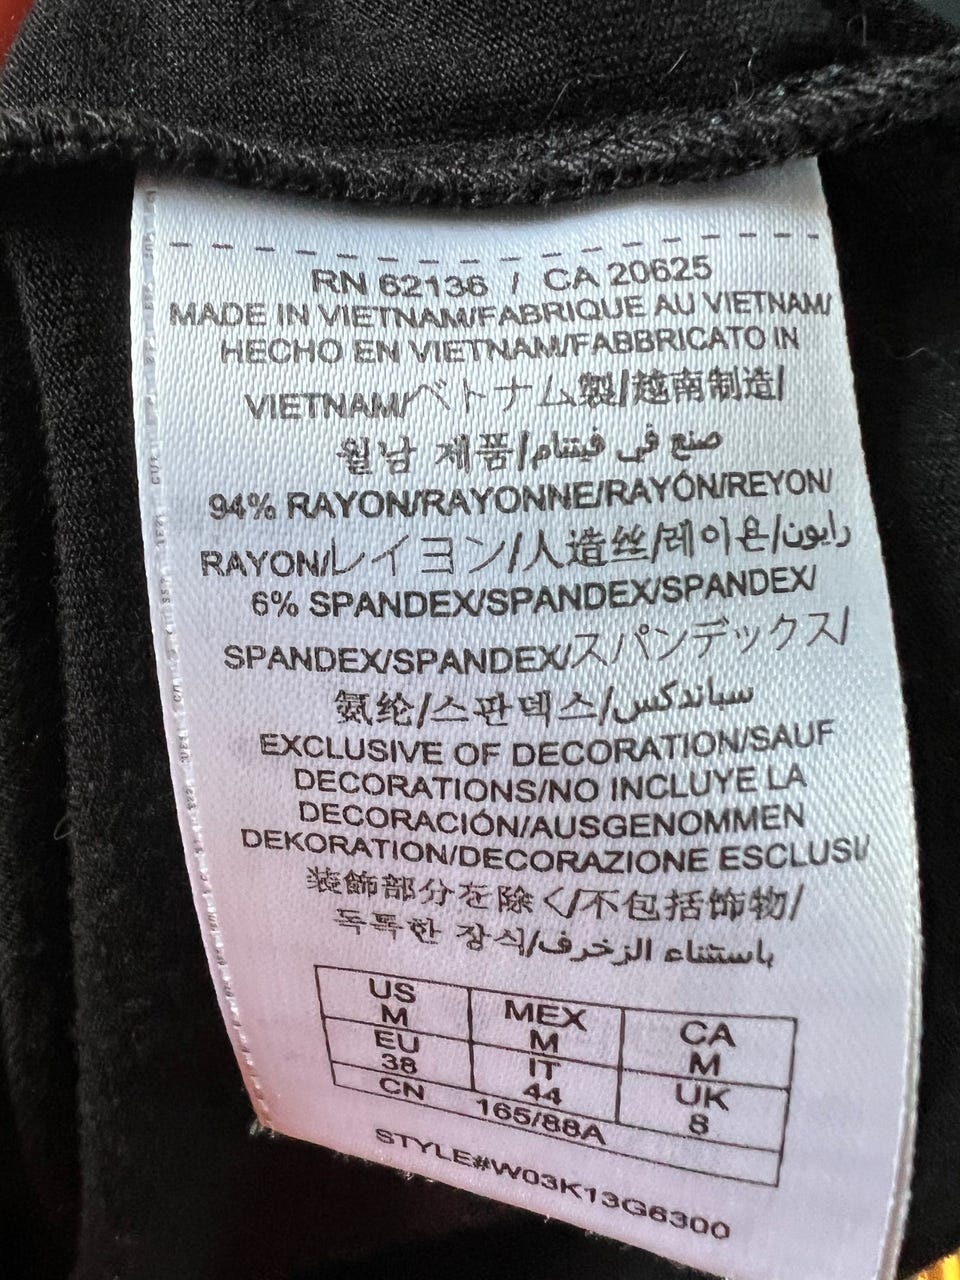 RN 62136 / CA 20625
MADE IN VIETNAM/FABRIQUE AU VIETNAM/
HECHO EN VIETNAM/FABBRICATO IN
VIETNAM/ベトナム製/越南制造/
월남 제품/صنع في فيتنام
94% RAYON/RAYONNE/RAYÓN/REYON/
RAYON/レイヨン/人造丝/레이욘/رايون
6% SPANDEX/SPANDEX/SPANDEX/
SPANDEX/SPANDEX/スパンデックス/
氨纶/스판덱스/سباندكس
EXCLUSIVE OF DECORATION/SAUF
DECORATIONS/NO INCLUYE LA
DECORACIÓN/AUSGENOMMEN
DEKORATION/DECORAZIONE ESCLUSI/
装飾部分を除く/不包括饰物/
독특한 장식/باستثناء الزخرف
US MEX CA
M M M
EU IT UK
38 44 8
CN 165/88A
STYLE#W03K13G6300